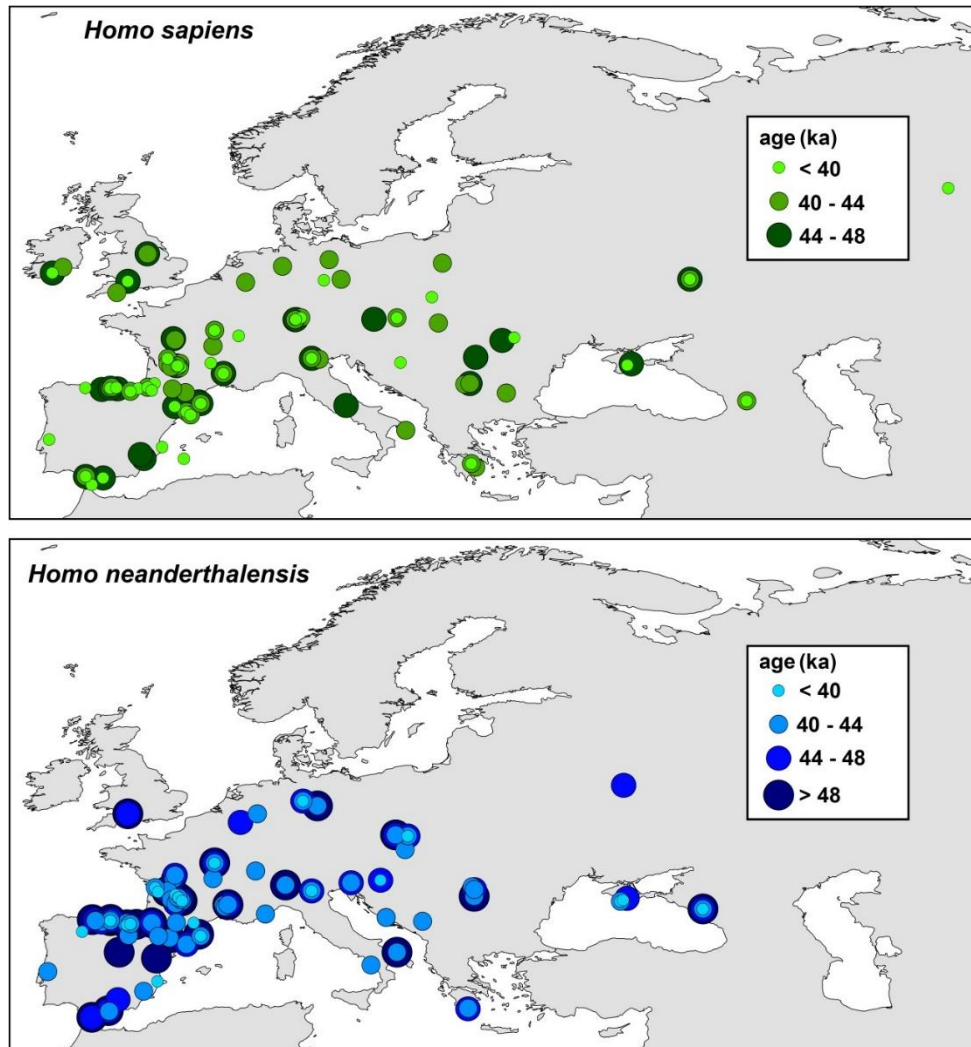 Homo sapiens
age (ka)
< 40
40 - 44
44 - 48
Homo neanderthalensis
age (ka)
< 40
40 - 44
44 - 48
> 48